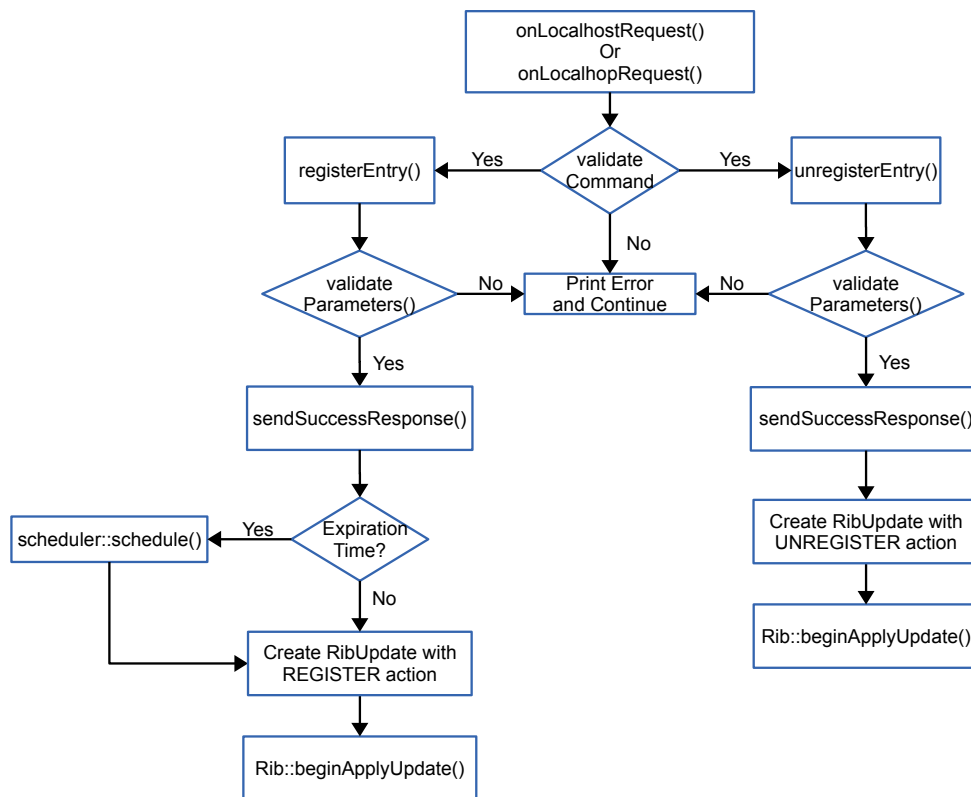 onLocalhostRequest()
Or
onLocalhopRequest()
registerEntry()
Yes
validate
Command
Yes
unregisterEntry()
No
validate
Parameters()
No
Print Error
and Continue
No
validate
Parameters()
Yes
Yes
sendSuccessResponse()
sendSuccessResponse()
scheduler::schedule()
Yes
Expiration
Time?
Create RibUpdate with
UNREGISTER action
No
Create RibUpdate with
REGISTER action
Rib::beginApplyUpdate()
Rib::beginApplyUpdate()